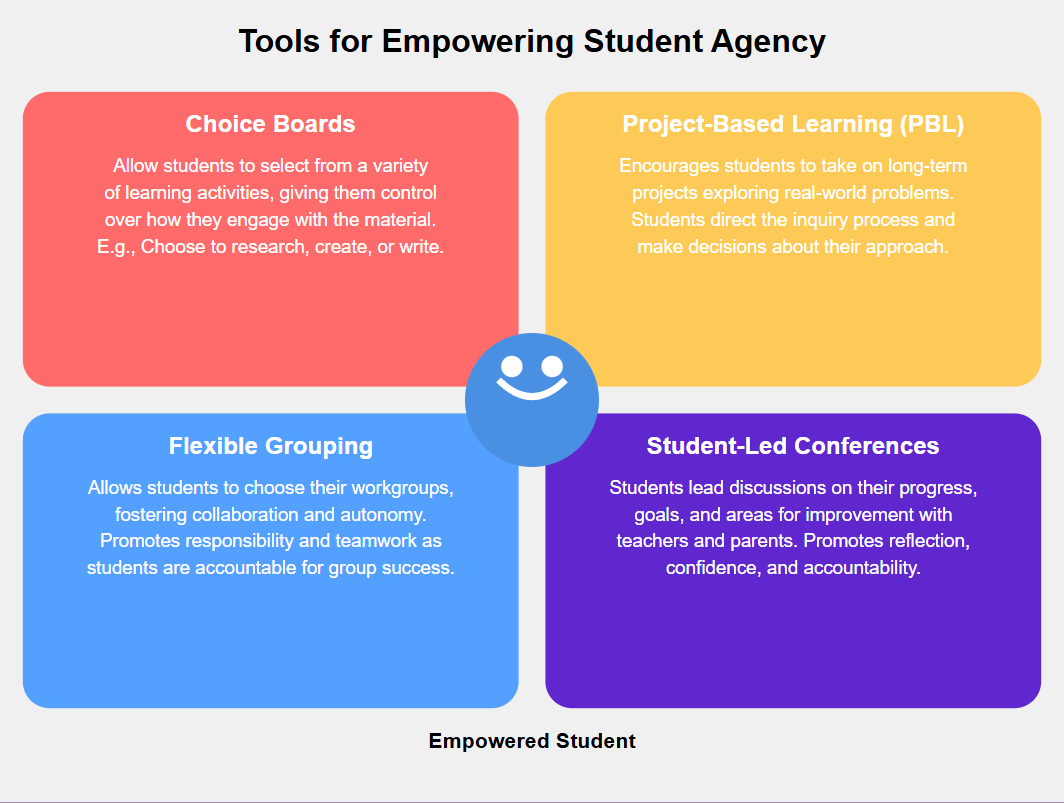 Tools for Empowering Student Agency
Choice Boards
Allow students to select from a variety
of learning activities, giving them control
over how they engage with the material.
E.g., Choose to research, create, or write.
Project-Based Learning (PBL)
Encourages students to take on long-term
projects exploring real-world problems.
Students direct the inquiry process and
make decisions about their approach.
Flexible Grouping
Allows students to choose their workgroups,
fostering collaboration and autonomy.
Promotes responsibility and teamwork as
students are accountable for group success.
Student-Led Conferences
Students lead discussions on their progress,
goals, and areas for improvement with
teachers and parents. Promotes reflection,
confidence, and accountability.
Empowered Student